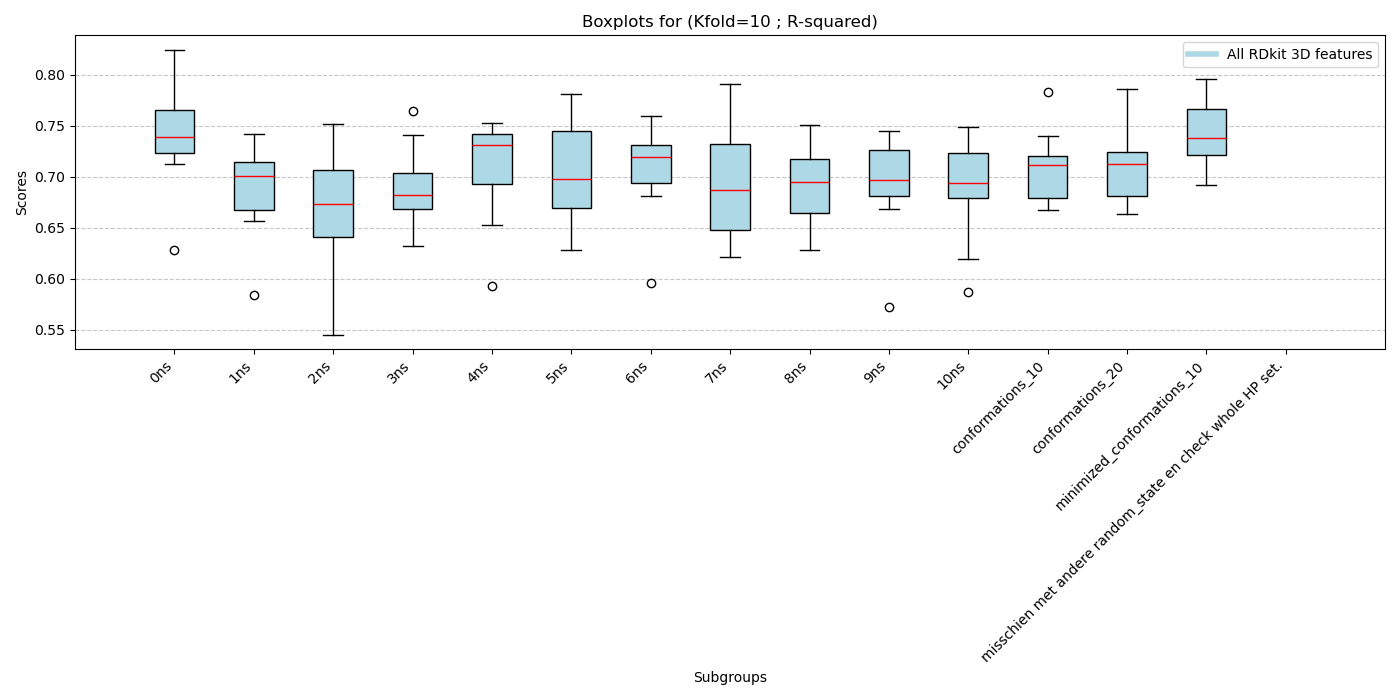 Boxplots for (Kfold=10 ; R-squared)
All RDkit 3D features
Scores
0.80
0.75
0.70
0.65
0.60
0.55
0ns
1ns
2ns
3ns
4ns
5ns
6ns
7ns
8ns
9ns
10ns
conformations_10
conformations_20
minimized_conformations_10
misschien met andere random_state en check whole HP set.
Subgroups